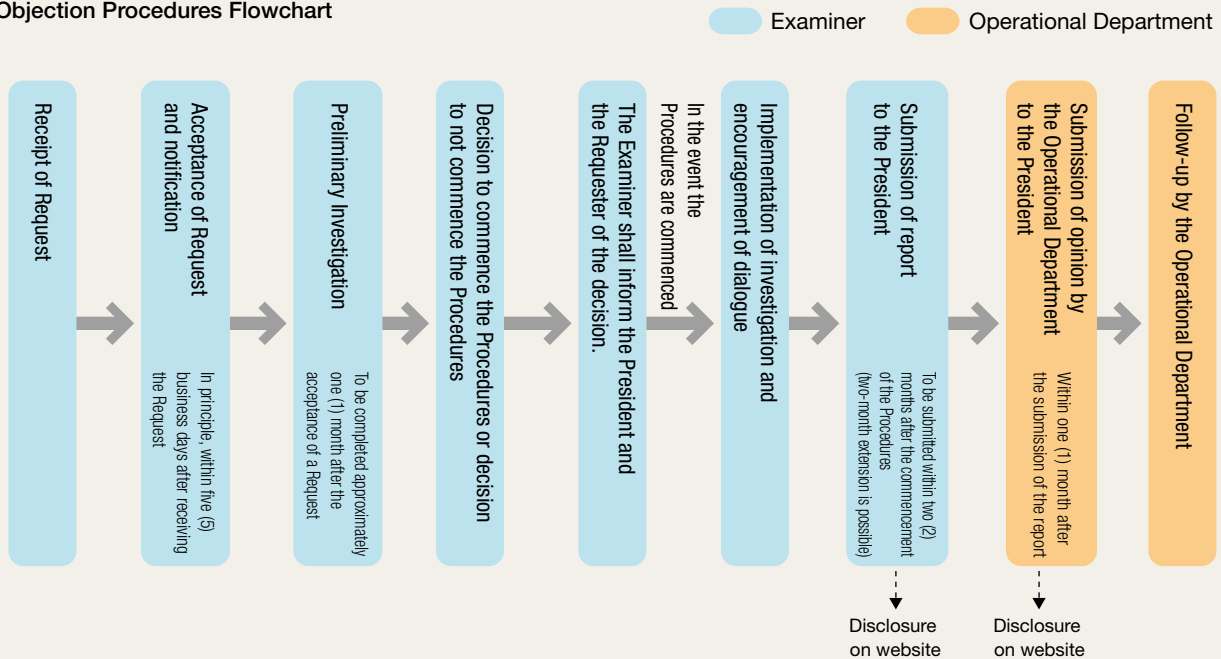 Objection Procedures Flowchart
Examiner
Operational Department
Receipt of Request
Acceptance of Request
and notification
In principle, within five (5)
business days after receiving
the Request
Preliminary Investigation
To be completed approximately
one (1) month after the
acceptance of a Request
Decision to commence the Procedures or decision
to not commence the Procedures
The Examiner shall inform the President and
the Requester of the decision.
In the event the
Procedures are commenced
Implementation of investigation and
encouragement of dialogue
Submission of report
to the President
To be submitted within two (2)
months after the commencement
of the Procedures
(two-month extension is possible)
Disclosure
on website
Submission of opinion by
the Operational Department
to the President
Within one (1) month after
the submission of the report
Disclosure
on website
Follow-up by the Operational Department